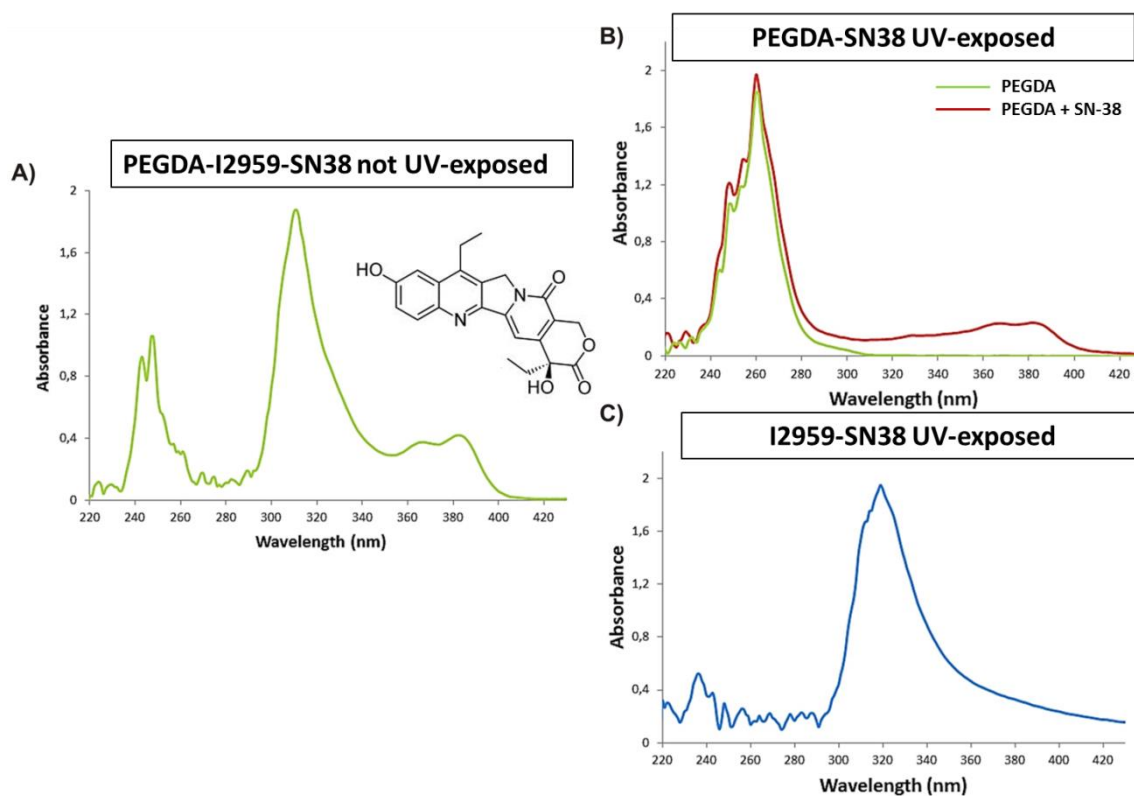 A)
PEGDA-I2959-SN38 not UV-exposed
Absorbance
2
1,6
1,2
0,8
0,4
0
220 240 260 280 300 320 340 360 380 400 420
Wavelength (nm)
HO
N
N
O
O
O
HO
B)
PEGDA-SN38 UV-exposed
PEGDA
PEGDA + SN-38
Absorbance
2
1,6
1,2
0,8
0,4
0
220 240 260 280 300 320 340 360 380 400 420
Wavelength (nm)
C)
I2959-SN38 UV-exposed
Absorbance
2
1,6
1,2
0,8
0,4
0
220 240 260 280 300 320 340 360 380 400 420
Wavelength (nm)